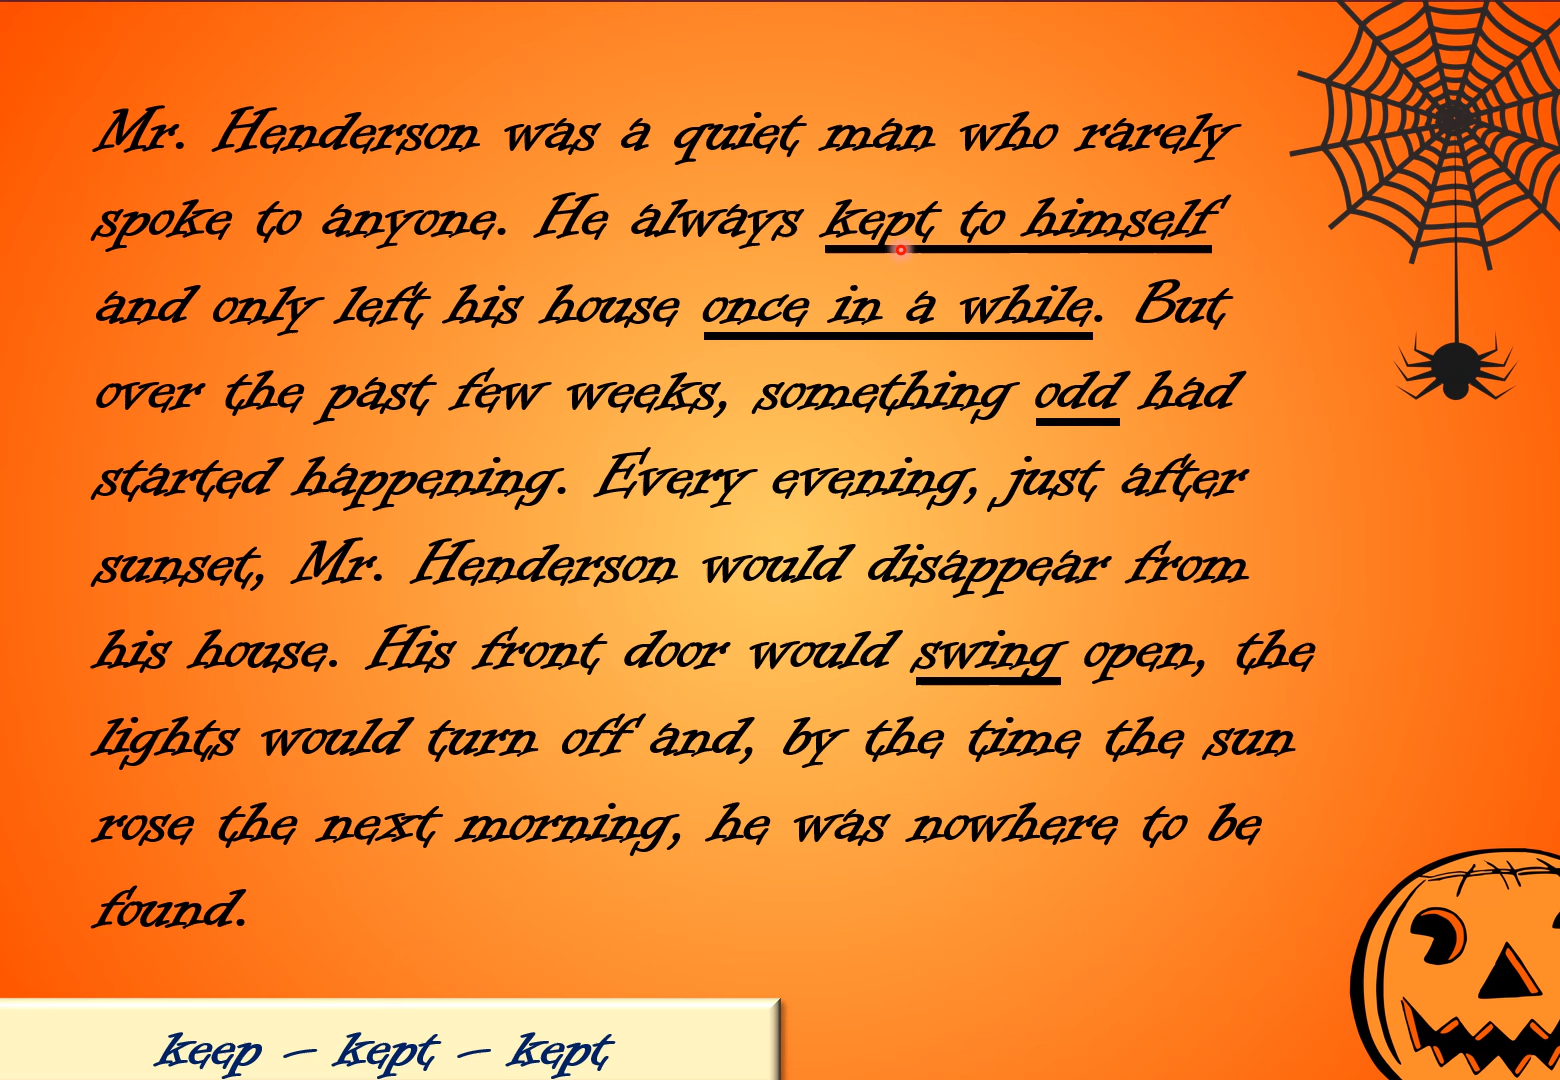 Mr. Henderson was a quiet man who rarely
spoke to anyone. He always kept to himself
and only left his house once in a while. But
over the past few weeks, something odd had
started happening. Every evening, just after
sunset, Mr. Henderson would disappear from
his house. His front door would swing open, the
lights would turn off and, by the time the sun
rose the next morning, he was nowhere to be
found.
keep – kept – kept